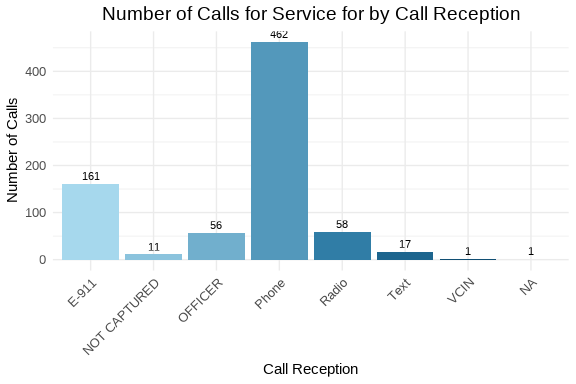 Number of Calls for Service for by Call Reception
Number of Calls
400
300
200
100
0
161
11
56
462
58
17
1
1
E-911
NOT CAPTURED
OFFICER
Phone
Radio
Text
VCIN
NA
Call Reception